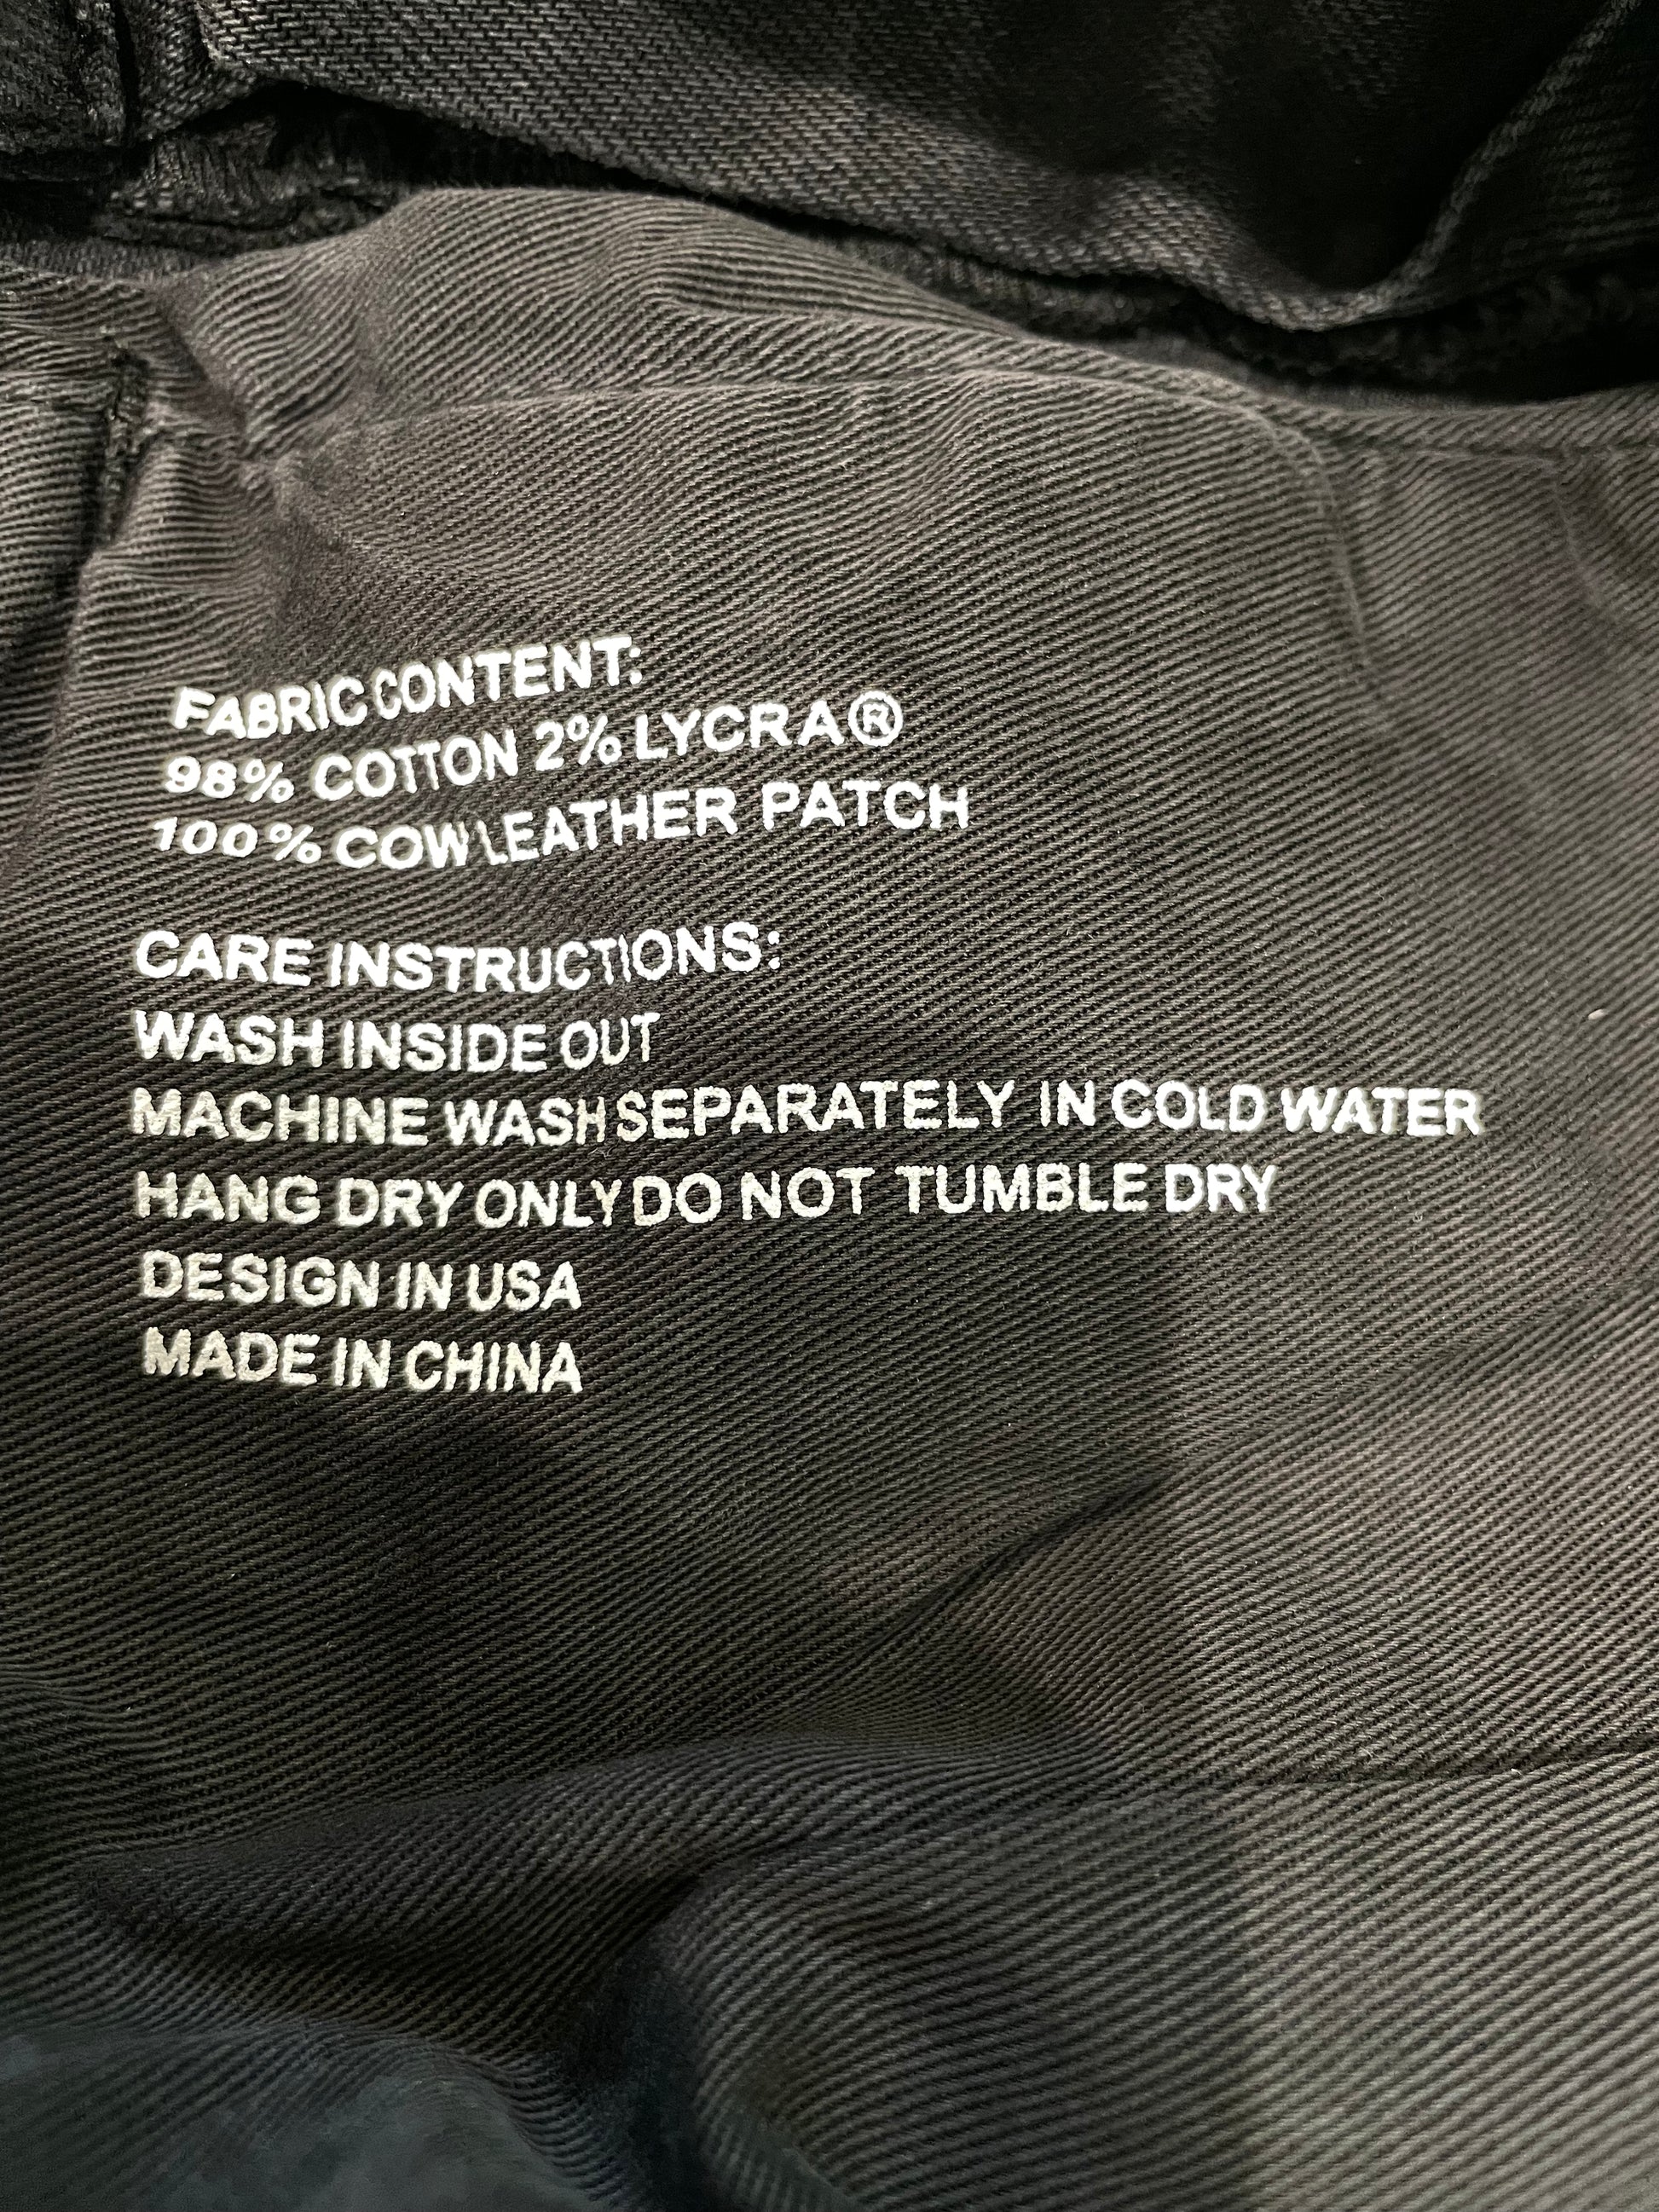 FABRIC CONTENT:
98% COTTON 2% LYCRA®
100% COW LEATHER PATCH
CARE INSTRUCTIONS:
WASH INSIDE OUT
MACHINE WASH SEPARATELY IN COLD WATER
HANG DRY ONLY DO NOT TUMBLE DRY
DESIGN IN USA
MADE IN CHINA